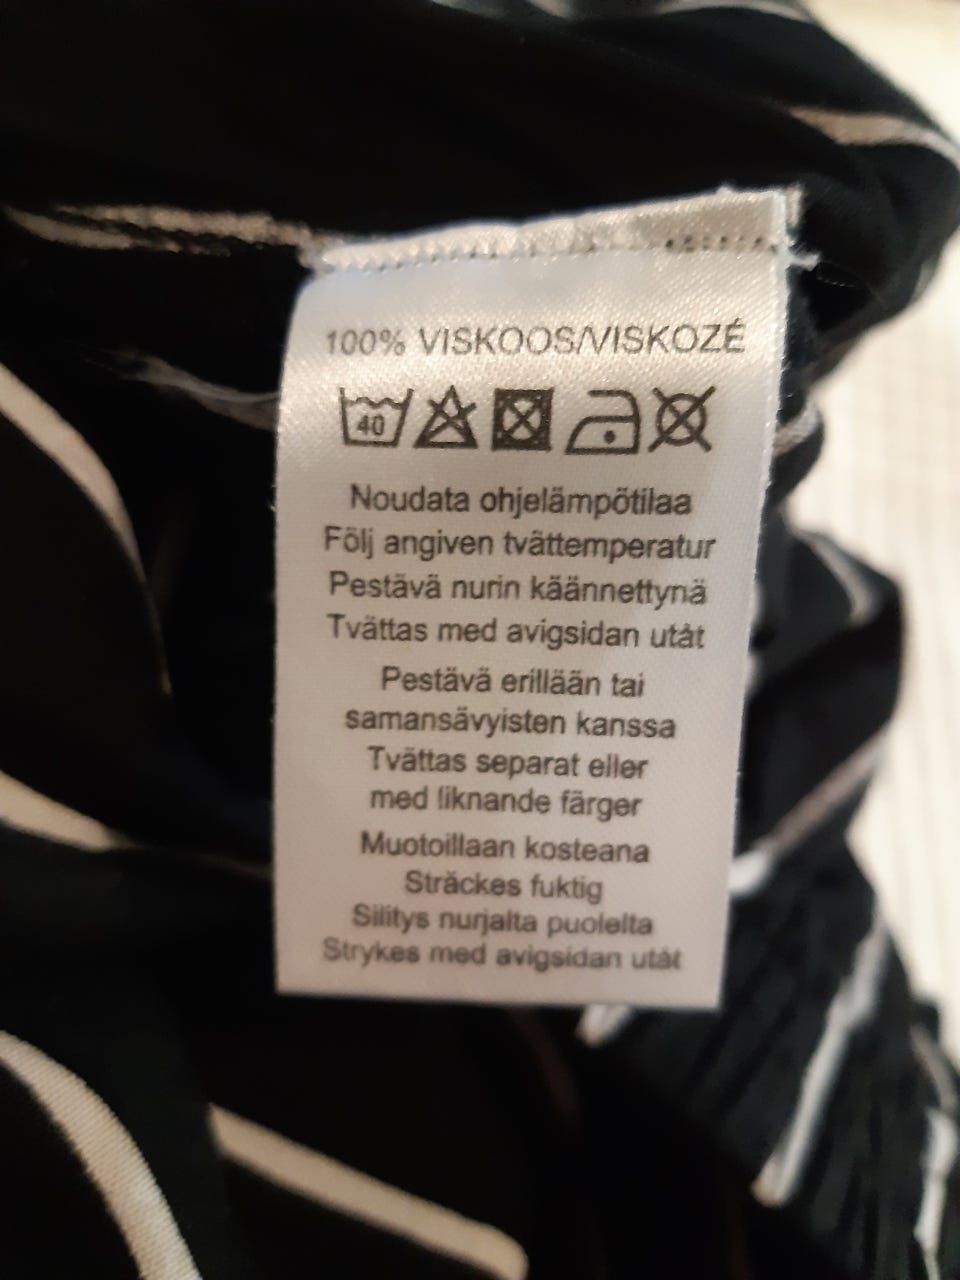 100% VISKOOS/VISKOZÉ
40
Noudata ohjelämpötilaa
Följ angiven tvättemperatur
Pestävä nurin käännettynä
Tvättas med avigsidan utåt
Pestävä erillään tai
samansävyisten kanssa
Tvättas separat eller
med liknande färger
Muotoillaan kosteana
Sträckes fuktig
Silitys nurjalta puolelta
Strykes med avigsidan utåt